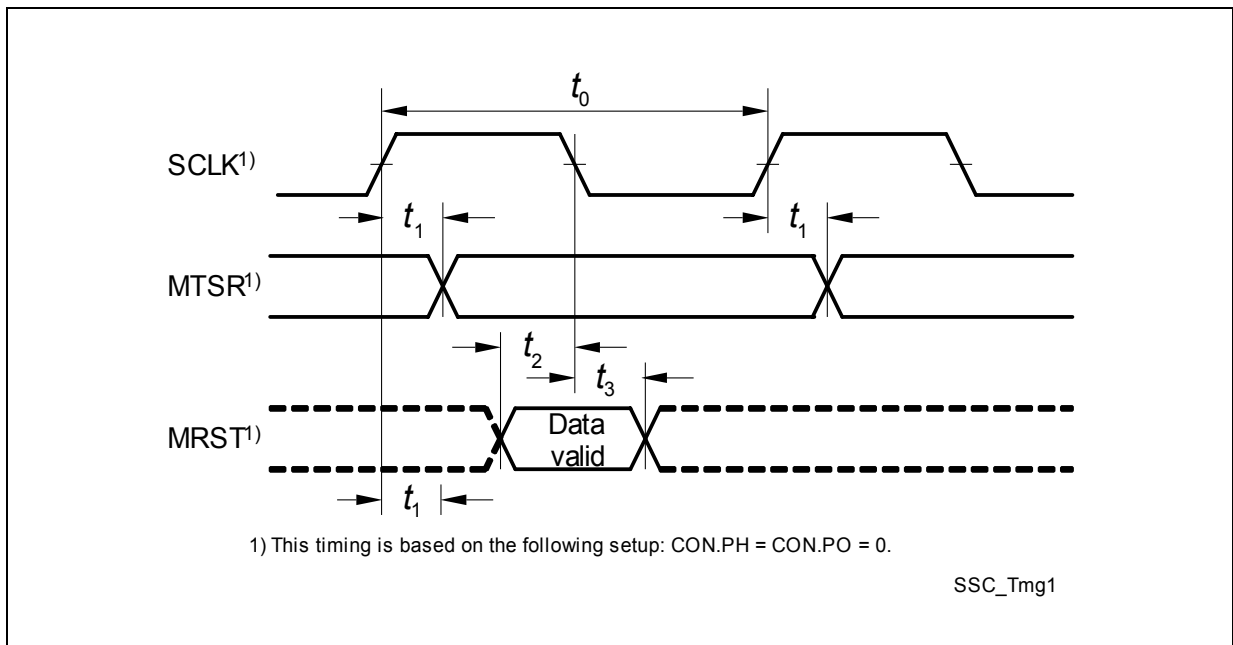 t0
SCLK1)
t1 t1
MTSR1)
t2
t3
MRST1) Data
valid
t1
1) This timing is based on the following setup: CON.PH = CON.PO = 0.
SSC_Tmg1